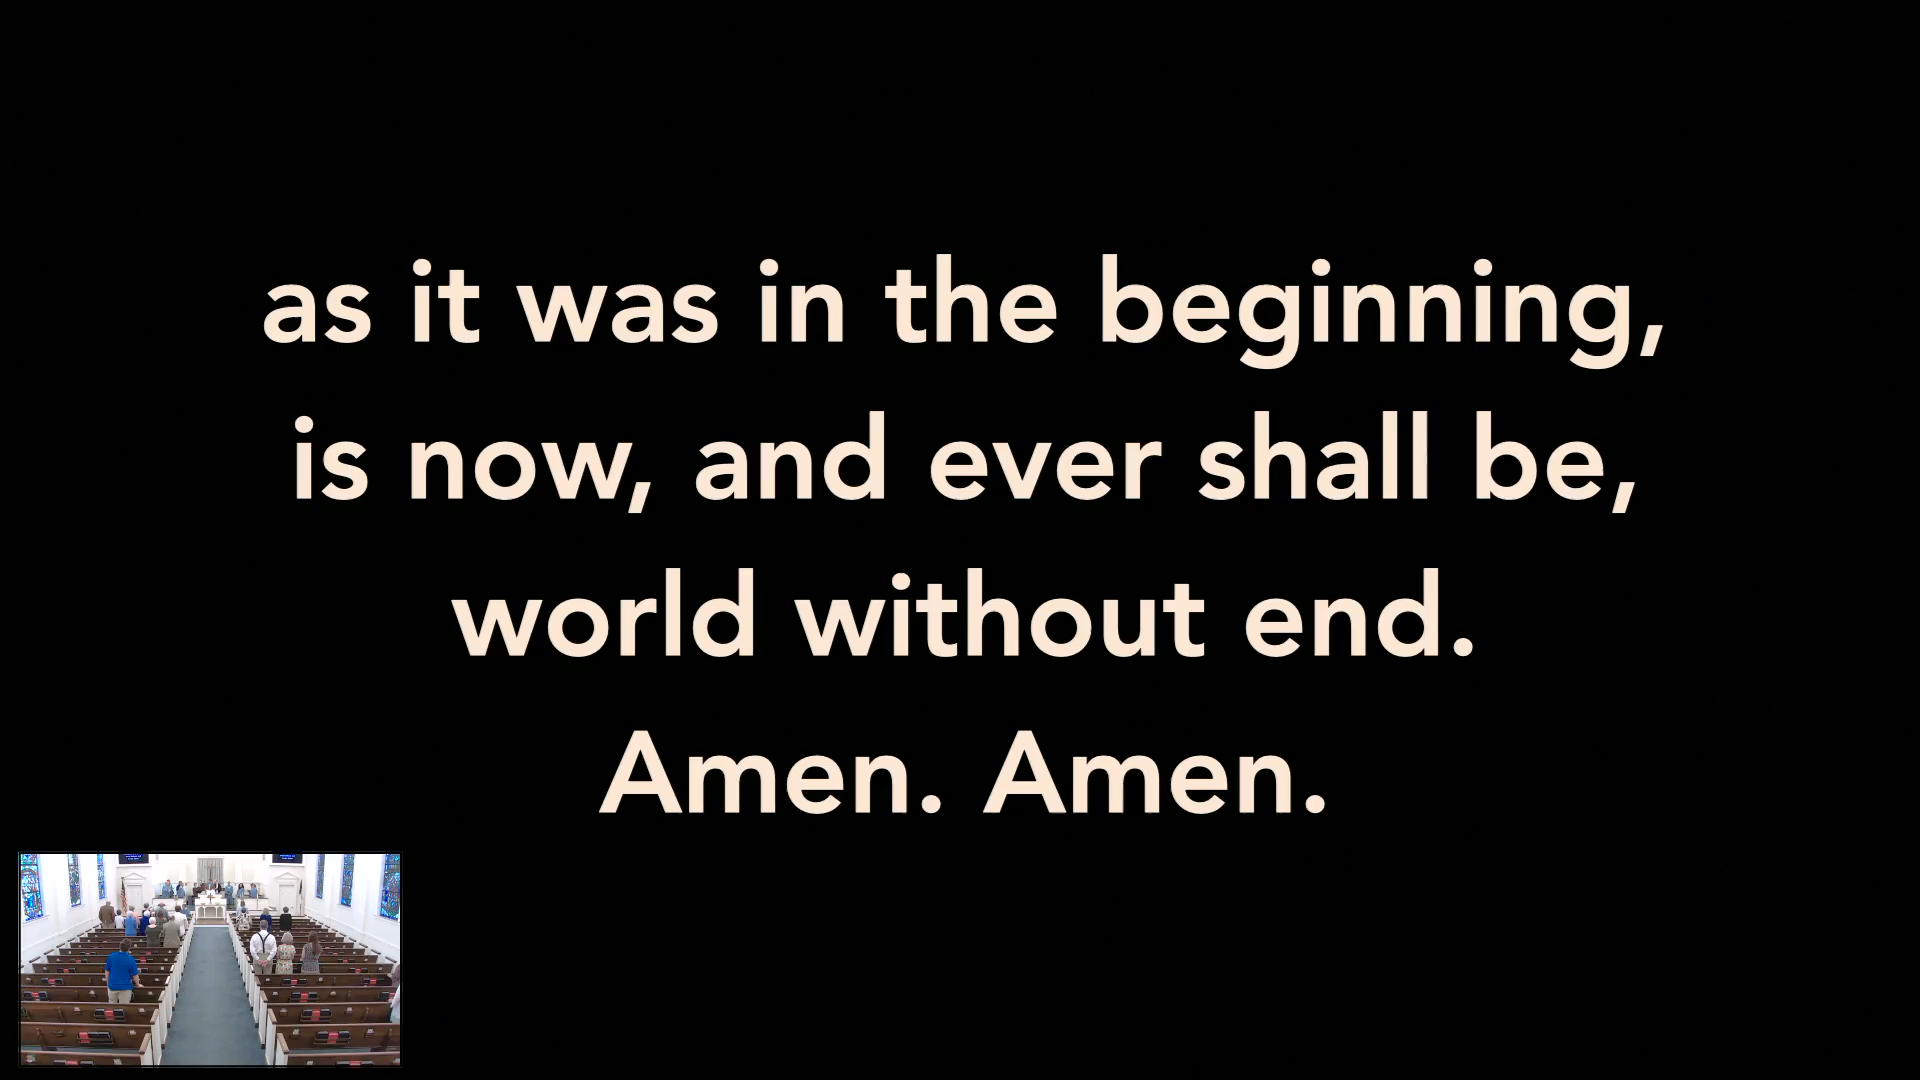 as it was in the beginning,
is now, and ever shall be,
world without end.
Amen. Amen.